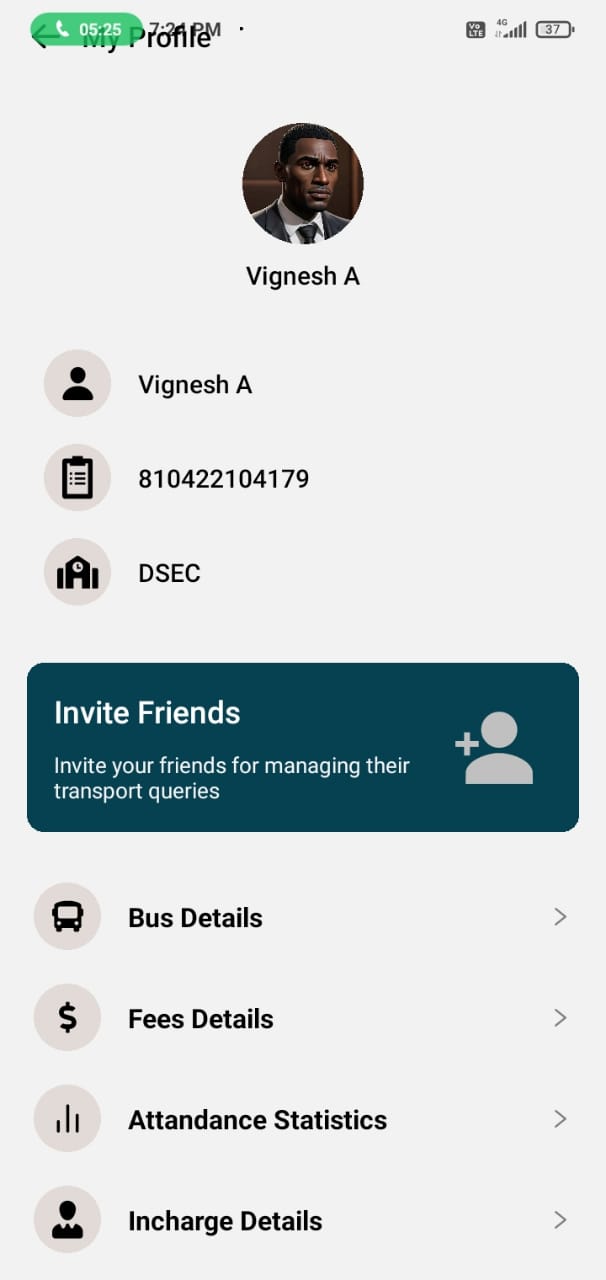 05:25 7:24 PM
Vo LTE 4G 37
My Profile
Vignesh A
Vignesh A
810422104179
DSEC
Invite Friends
Invite your friends for managing their
transport queries
Bus Details
$
Fees Details
Attandance Statistics
Incharge Details